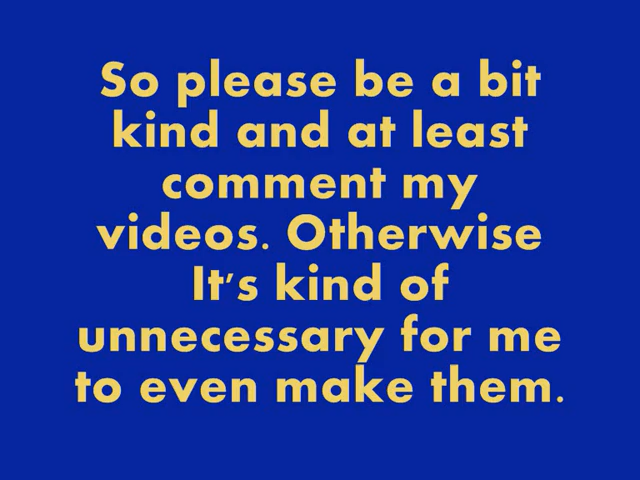 So please be a bit
kind and at least
comment my
videos. Otherwise
It's kind of
unnecessary for me
to even make them.